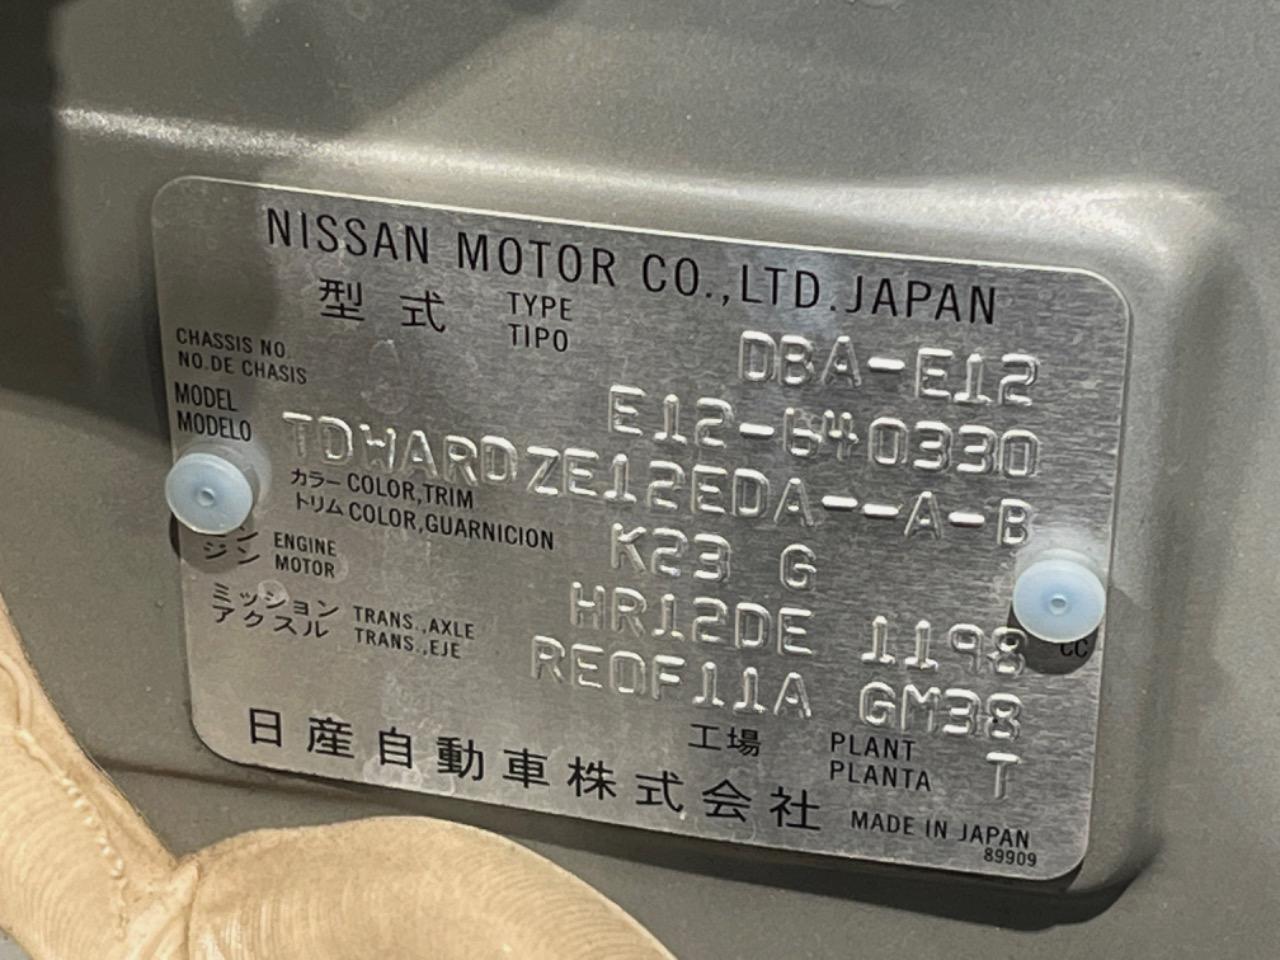 NISSAN MOTOR CO.,LTD.JAPAN
型式 TYPE
TIPO
DBA-E12
CHASSIS NO.
NO.DE CHASIS
E12-640330
MODEL
MODELO
TDWARDZE12EDA--A-B
カラー COLOR,TRIM
トリム COLOR,GUARNICION
K23 G
ENGINE
ジン MOTOR
HR12DE 1198
CC
ミッション TRANS.,AXLE
アクスル TRANS.,EJE
RE0F11A GM38
工場 PLANT
PLANTA
T
日産自動車株式会社
MADE IN JAPAN
89909